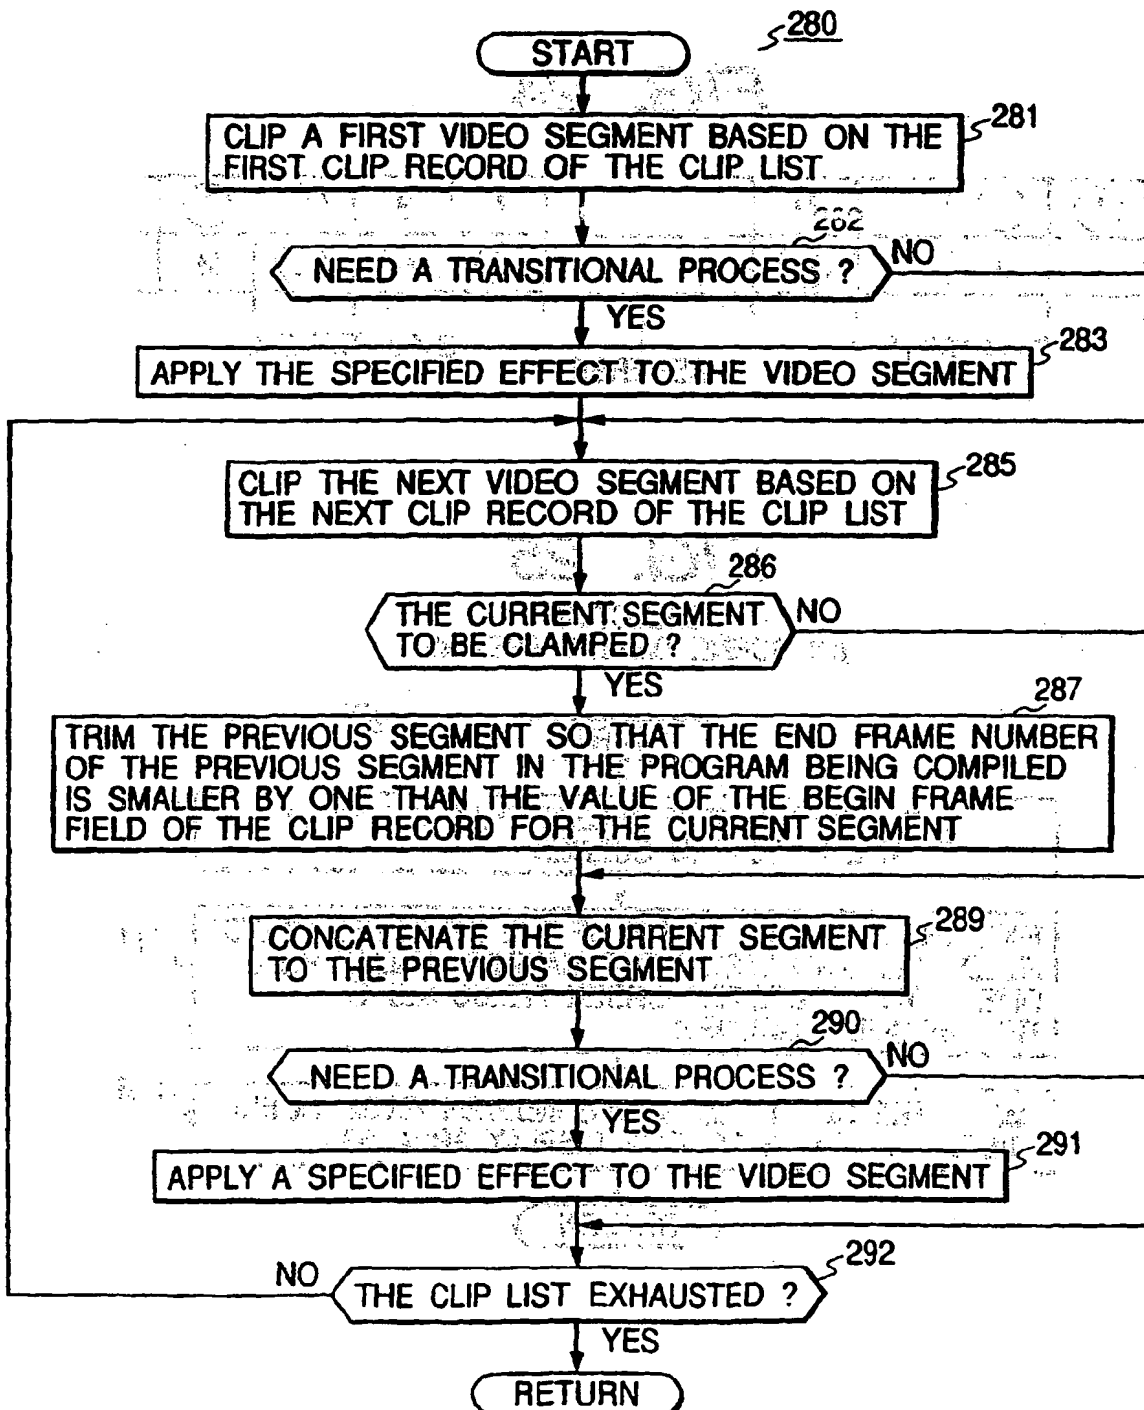 280
START
281
CLIP A FIRST VIDEO SEGMENT BASED ON THE
FIRST CLIP RECORD OF THE CLIP LIST
282
NEED A TRANSITIONAL PROCESS ?
NO
YES
283
APPLY THE SPECIFIED EFFECT TO THE VIDEO SEGMENT
285
CLIP THE NEXT VIDEO SEGMENT BASED ON
THE NEXT CLIP RECORD OF THE CLIP LIST
286
THE CURRENT SEGMENT
TO BE CLAMPED ?
NO
YES
287
TRIM THE PREVIOUS SEGMENT SO THAT THE END FRAME NUMBER
OF THE PREVIOUS SEGMENT IN THE PROGRAM BEING COMPILED
IS SMALLER BY ONE THAN THE VALUE OF THE BEGIN FRAME
FIELD OF THE CLIP RECORD FOR THE CURRENT SEGMENT
289
CONCATENATE THE CURRENT SEGMENT
TO THE PREVIOUS SEGMENT
290
NEED A TRANSITIONAL PROCESS ?
NO
YES
291
APPLY A SPECIFIED EFFECT TO THE VIDEO SEGMENT
292
NO
THE CLIP LIST EXHAUSTED ?
YES
RETURN